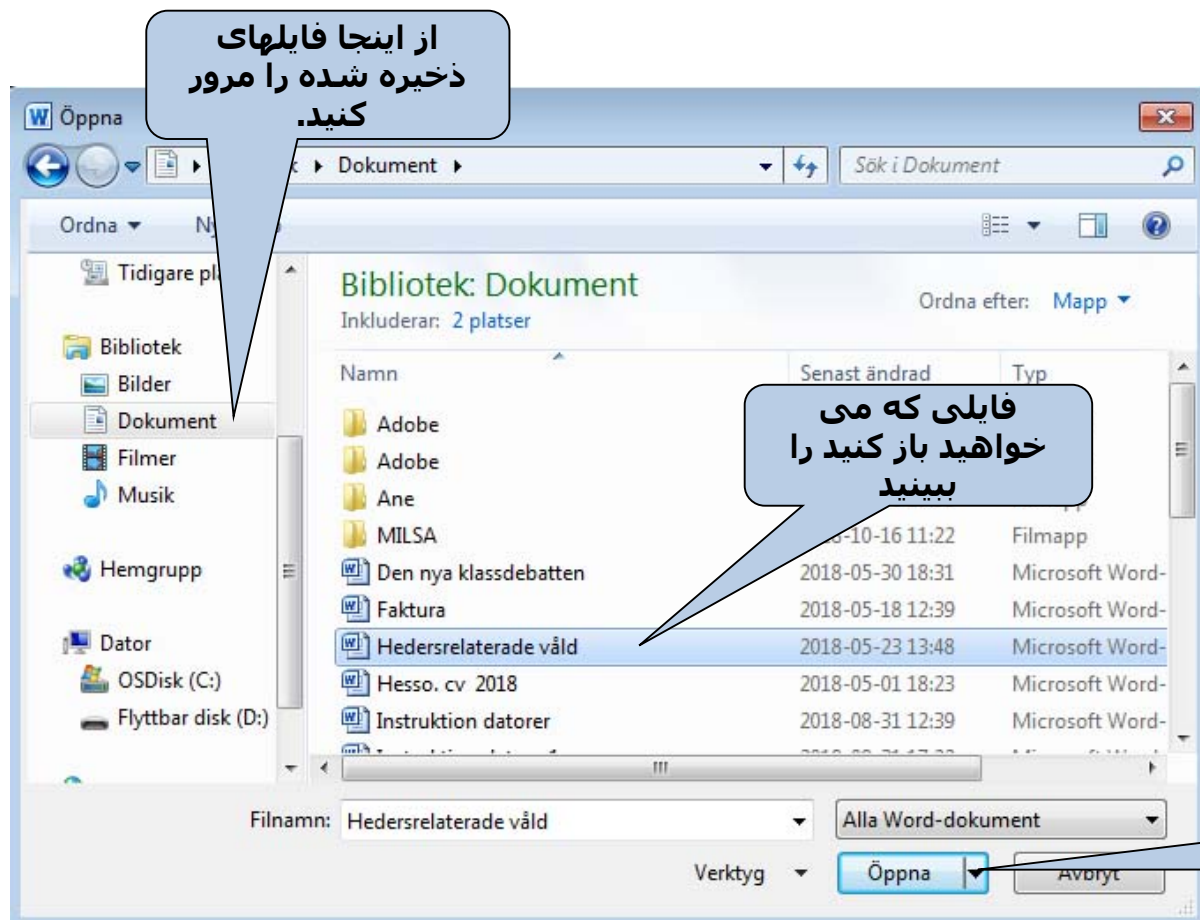 از اینجا فایلهای
ذخیره شده را مرور
کنید.
Öppna
Dokument
Sök i Dokument
Ordna
Tidigare
Bibliotek
Bilder
Dokument
Filmer
Musik
Hemgrupp
Dator
OSDisk (C:)
Flyttbar disk (D:)
Bibliotek: Dokument
Inkluderar: 2 platser
Ordna efter: Mapp
Namn Senast ändrad Typ
فایلی که می
خواهید باز کنید را
ببینید
Adobe
Adobe
Ane
MILSA -10-16 11:22 Filmapp
Den nya klassdebatten 2018-05-30 18:31 Microsoft Word-
Faktura 2018-05-18 12:39 Microsoft Word-
Hedersrelaterade våld 2018-05-23 13:48 Microsoft Word-
Hesso. cv 2018 2018-05-01 18:23 Microsoft Word-
Instruktion datorer 2018-08-31 12:39 Microsoft Word-
Filnamn: Hedersrelaterade våld Alla Word-dokument
Verktyg Öppna Avbryt